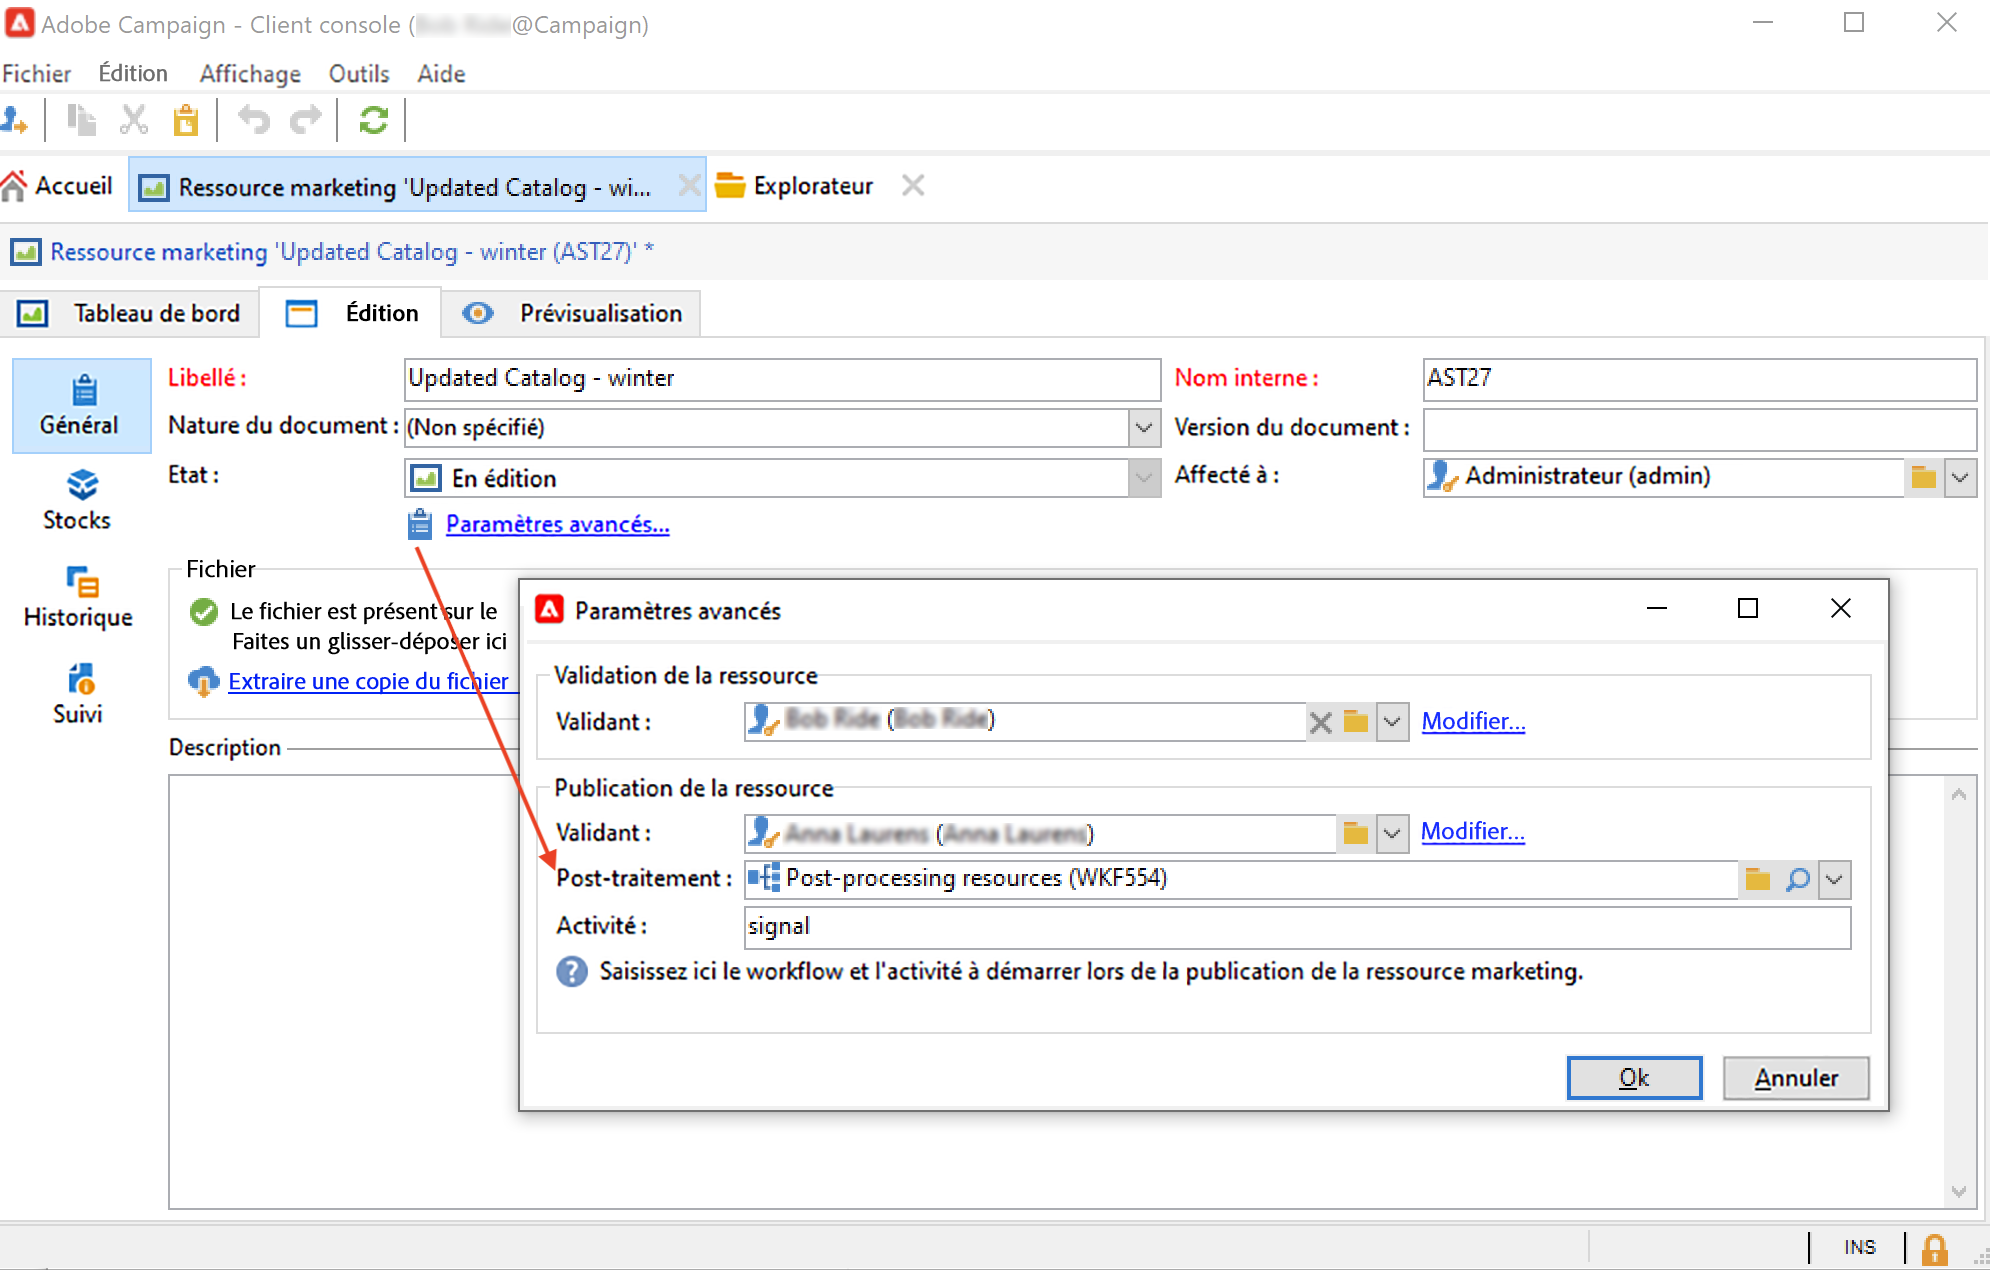 Adobe Campaign - Client console (@Campaign)
Fichier Édition Affichage Outils Aide
Accueil Ressource marketing 'Updated Catalog - wi... Explorateur
Ressource marketing 'Updated Catalog - winter (AST27)' *
Tableau de bord Édition Prévisualisation
Général
Stocks
Historique
Suivi
Libellé : Updated Catalog - winter Nom interne : AST27
Nature du document : (Non spécifié) Version du document :
Etat : En édition Affecté à : Administrateur (admin)
Paramètres avancés...
Fichier
Le fichier est présent sur le
Faites un glisser-déposer ici
Extraire une copie du fichier
Description
Paramètres avancés
Validation de la ressource
Validant : Modifier...
Publication de la ressource
Validant : Modifier...
Post-traitement : Post-processing resources (WKF554)
Activité : signal
? Saisissez ici le workflow et l'activité à démarrer lors de la publication de la ressource marketing.
Ok Annuler
INS